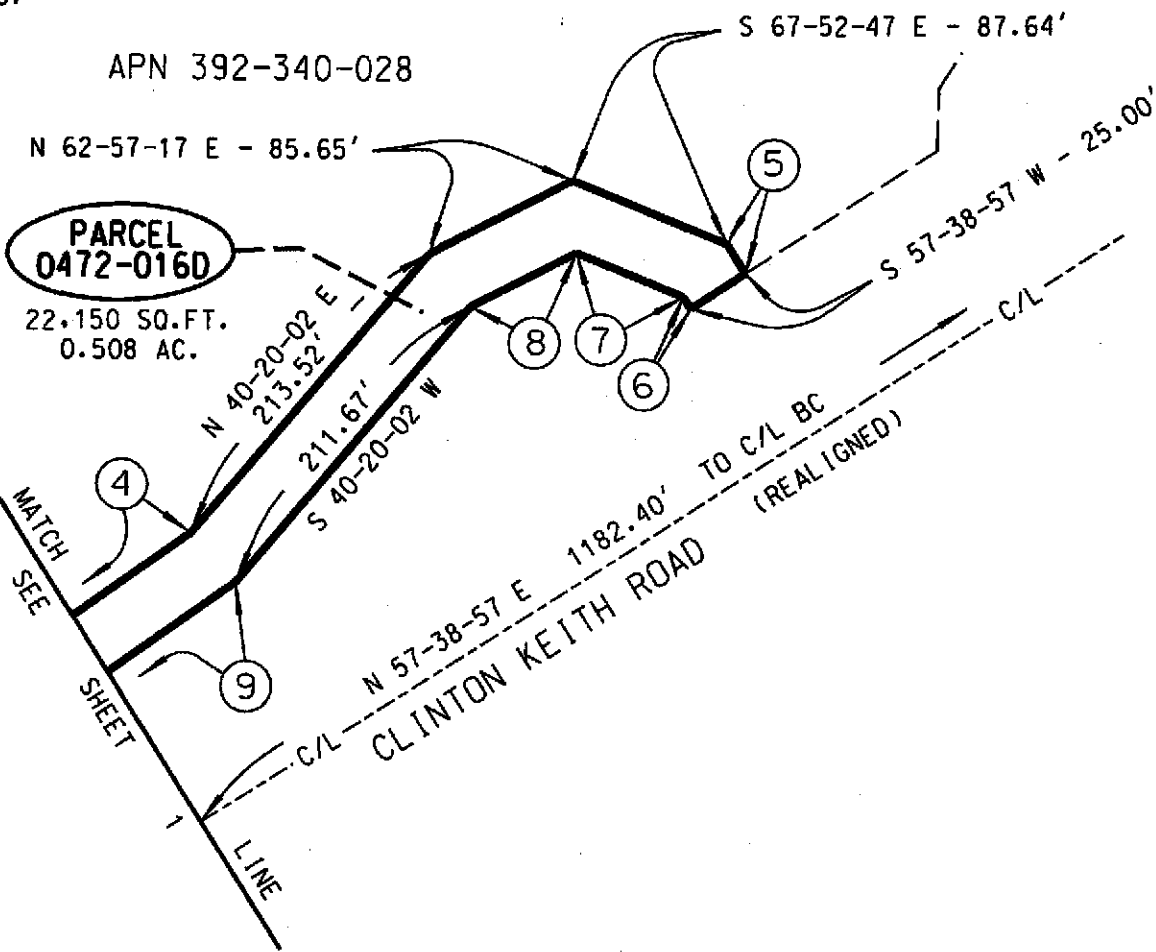 S 67-52-47 E - 87.64'
APN 392-340-028
N 62-57-17 E - 85.65'
5
S 57-38-57 W - 25.00'
PARCEL
0472-016D
22,150 SQ.FT.
0.508 AC.
N 40-20-02 E
213.52'
8
7
6
C/L
211.67'
S 40-20-02 W
4
1182.40' TO C/L BC
(REALIGNED)
MATCH
SEE
SHEET
1
LINE
9
N 57-38-57 E
C/L
CLINTON KEITH ROAD